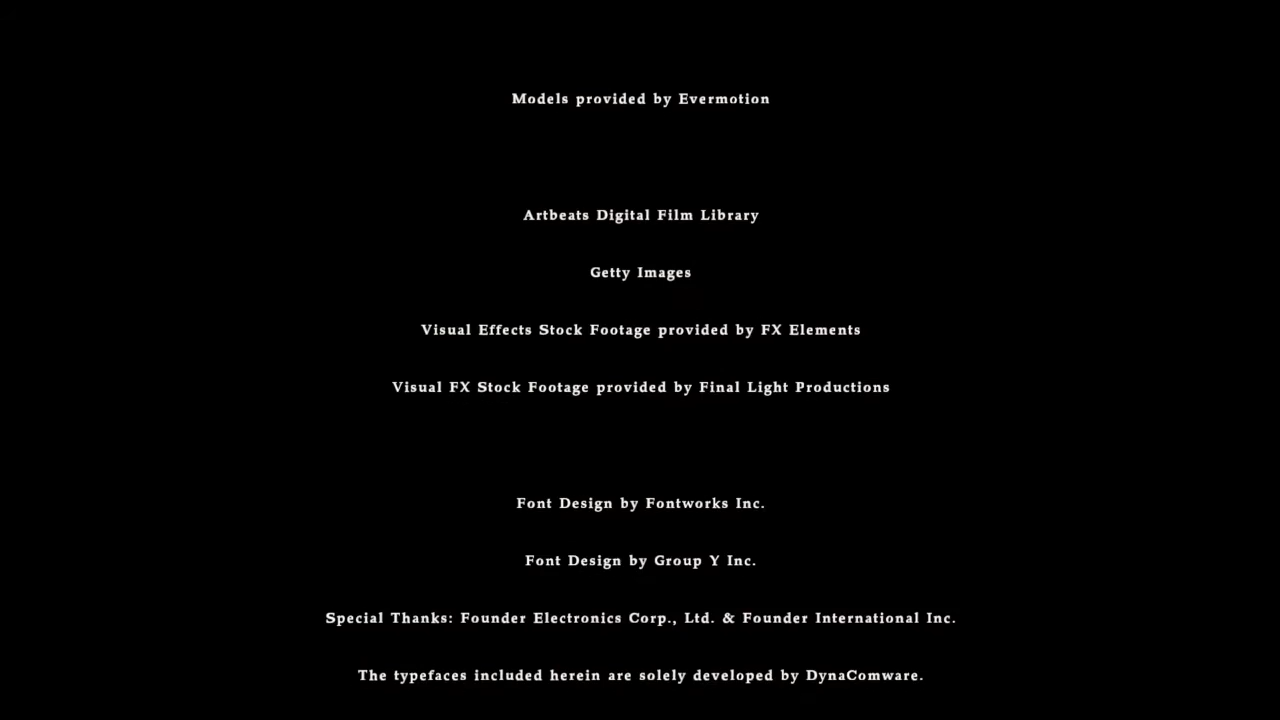 Models provided by Evermotion
Artbeats Digital Film Library
Getty Images
Visual Effects Stock Footage provided by FX Elements
Visual FX Stock Footage provided by Final Light Productions
Font Design by Fontworks Inc.
Font Design by Group Y Inc.
Special Thanks: Founder Electronics Corp., Ltd. & Founder International Inc.
The typefaces included herein are solely developed by DynaComware.